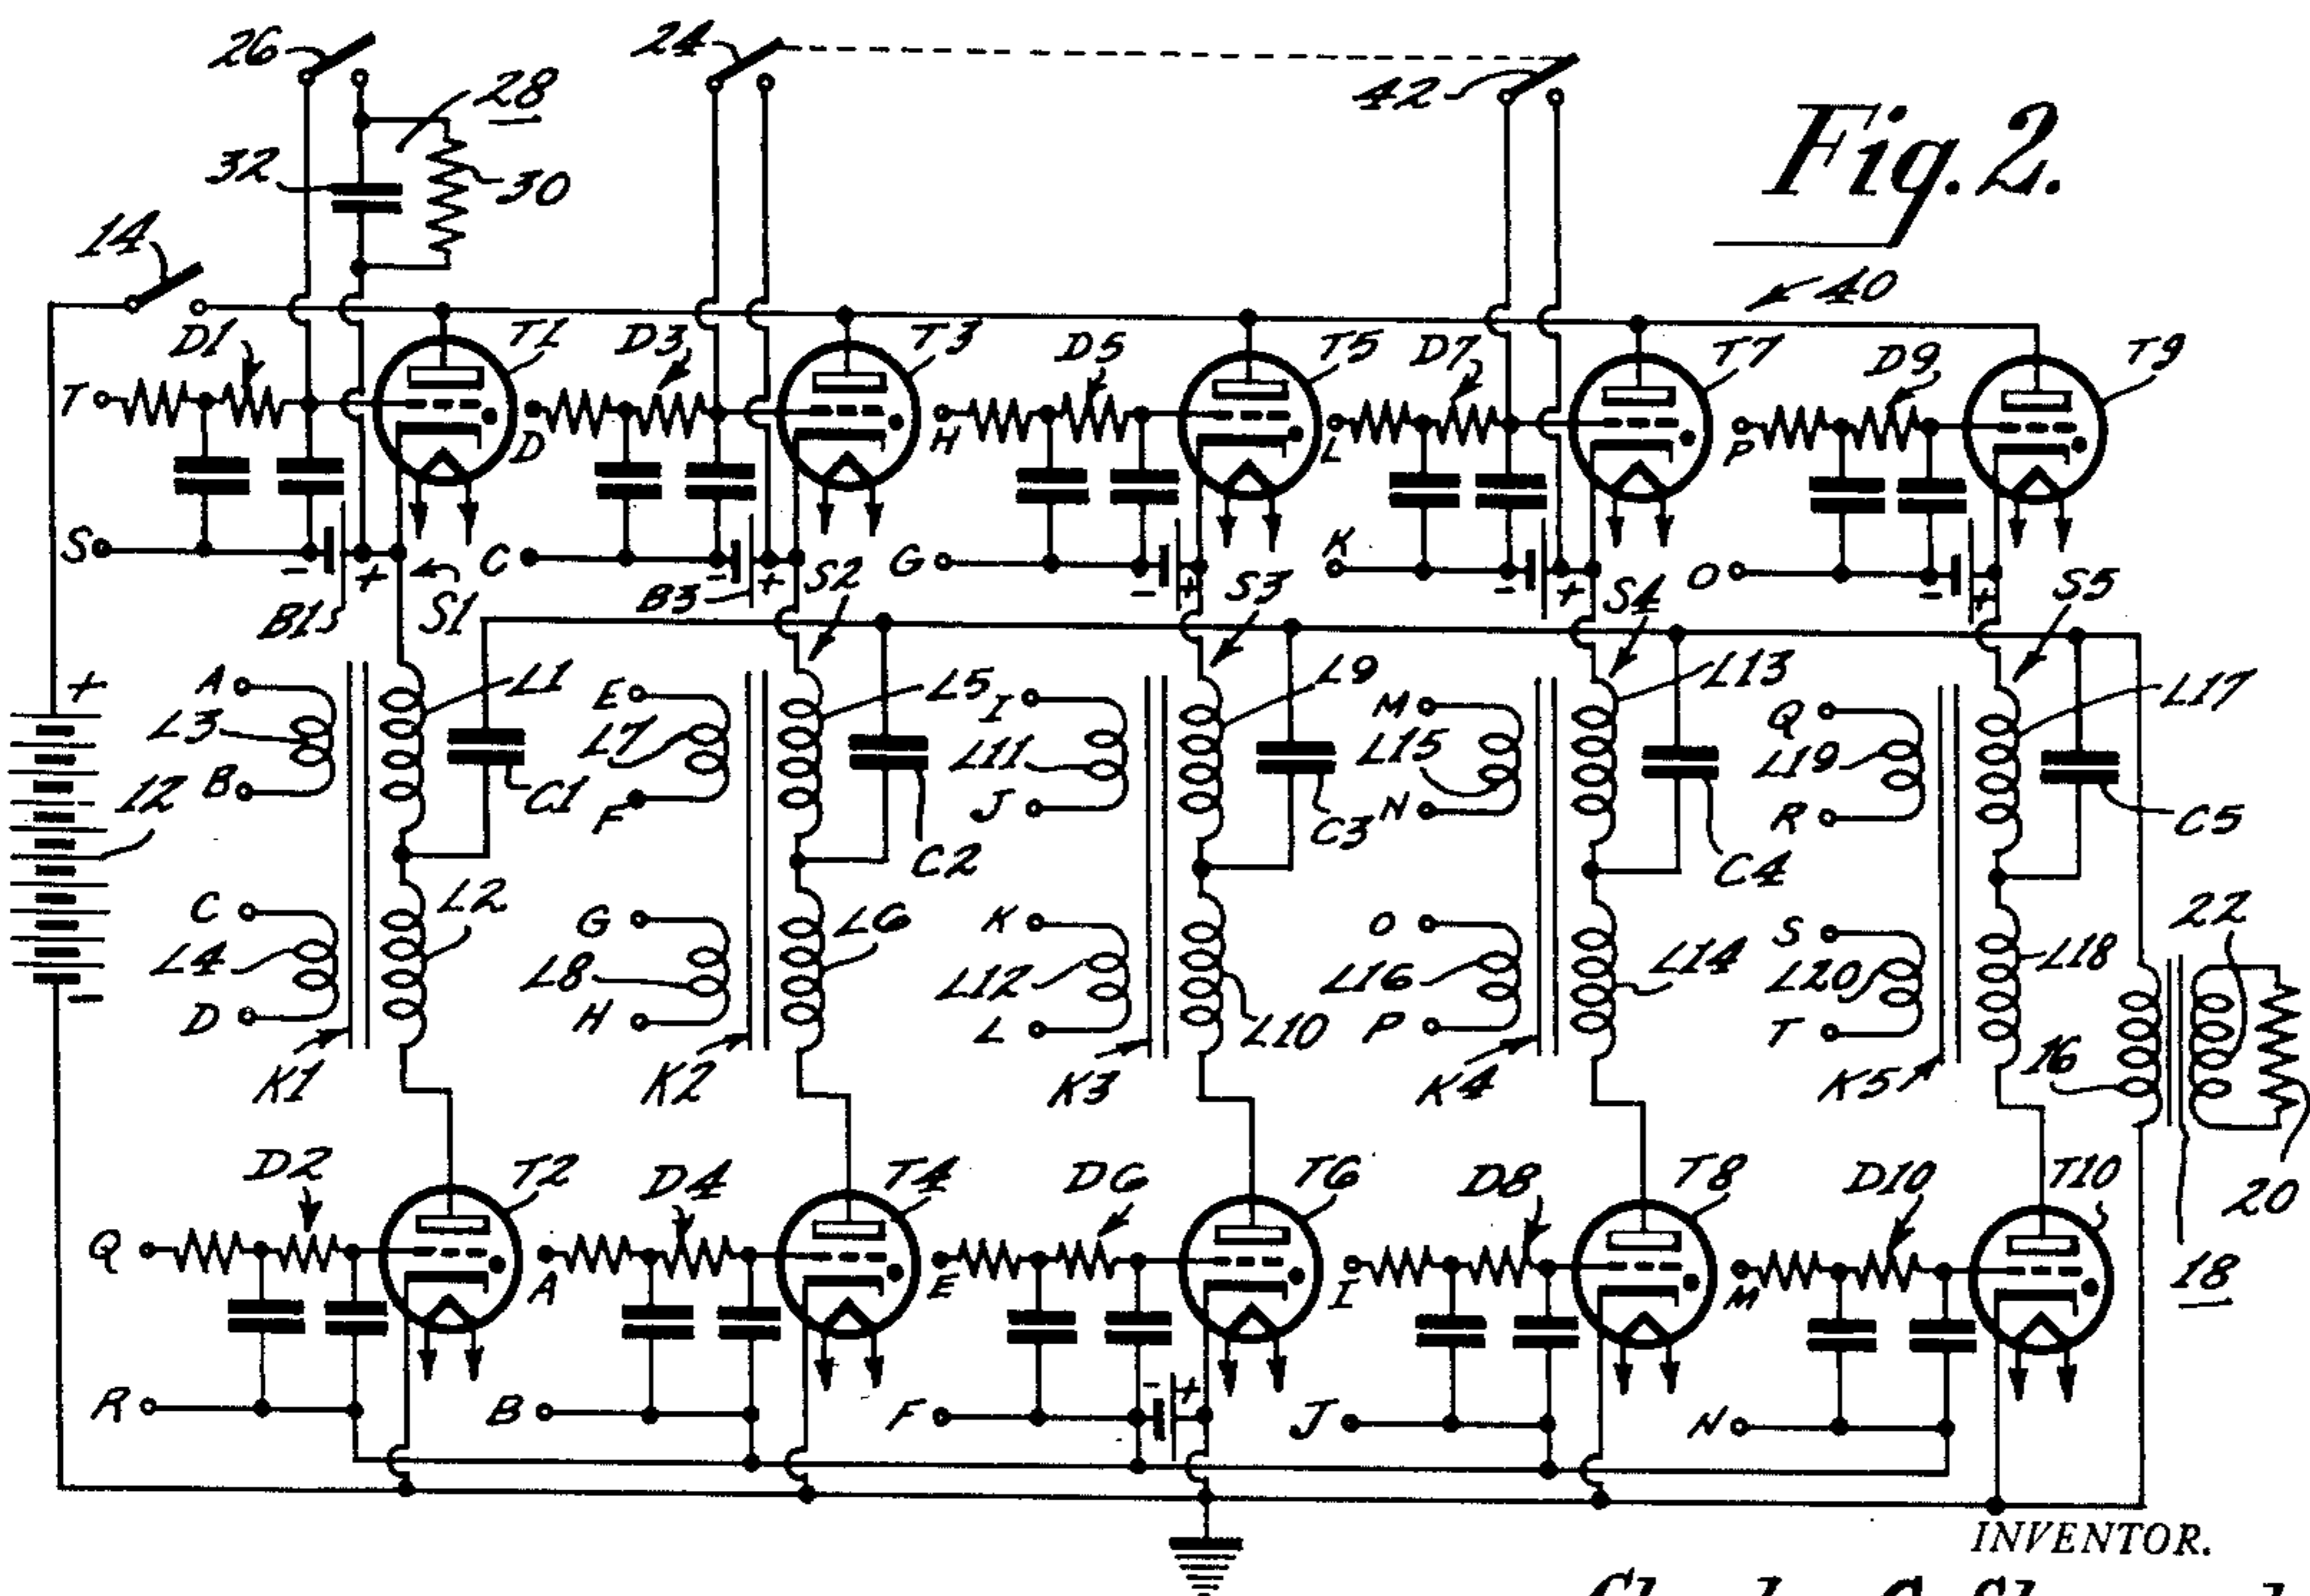 26
24
42
Fig. 2.
28
32
30
14
40
D1
T1
D3
T3
D5
T5
D7
T7
D9
T9
T
D
H
L
P
S
C
G
K
O
- +
- +
- +
- +
- +
B1
S1
B3
S2
S3
S4
S5
+
A
L3
B
L1
C1
E
L7
F
L5
C2
I
L11
J
L9
C3
M
L15
N
L13
C4
Q
L19
R
L17
C5
12
C
L4
D
L2
G
L8
H
L6
K
L12
L
L10
O
L16
P
L14
S
L20
T
L18
22
-
K1
K2
K3
K4
K5
16
20
18
D2
T2
D4
T4
D6
T6
D8
T8
D10
T10
Q
A
E
I
M
R
B
F
- +
J
N
INVENTOR.